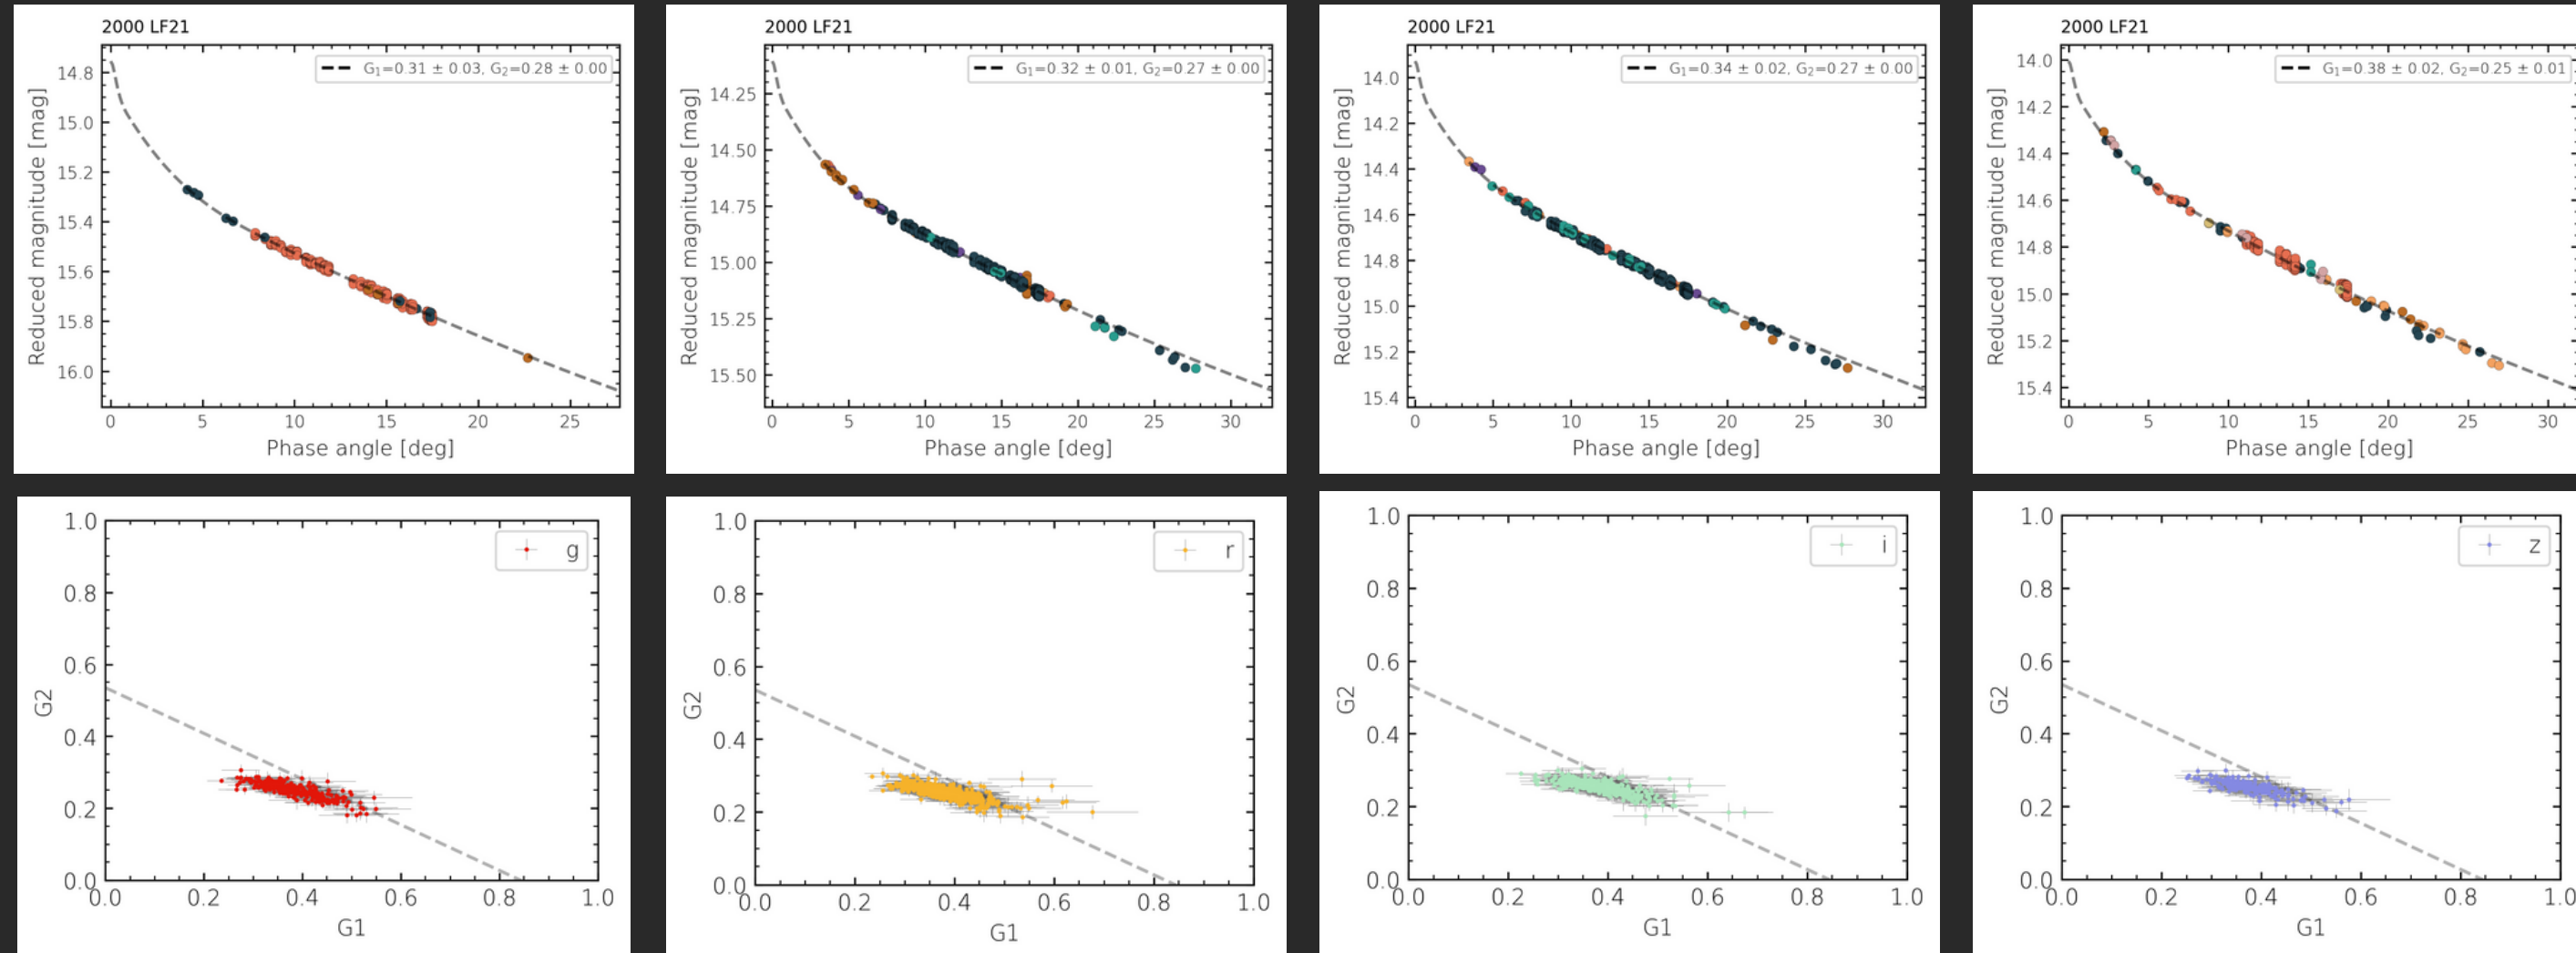 2000 LF21
G₁=0.31 ± 0.03, G₂=0.28 ± 0.00
Reduced magnitude [mag]
14.8
15.0
15.2
15.4
15.6
15.8
16.0
0 5 10 15 20 25
Phase angle [deg]
2000 LF21
G₁=0.32 ± 0.01, G₂=0.27 ± 0.00
Reduced magnitude [mag]
14.25
14.50
14.75
15.00
15.25
15.50
0 5 10 15 20 25 30
Phase angle [deg]
2000 LF21
G₁=0.34 ± 0.02, G₂=0.27 ± 0.00
Reduced magnitude [mag]
14.0
14.2
14.4
14.6
14.8
15.0
15.2
15.4
0 5 10 15 20 25 30
Phase angle [deg]
2000 LF21
G₁=0.38 ± 0.02, G₂=0.25 ± 0.01
Reduced magnitude [mag]
14.0
14.2
14.4
14.6
14.8
15.0
15.2
15.4
0 5 10 15 20 25 30
Phase angle [deg]
g
G2
1.0
0.8
0.6
0.4
0.2
0.0
0.0 0.2 0.4 0.6 0.8 1.0
G1
r
G2
1.0
0.8
0.6
0.4
0.2
0.0
0.0 0.2 0.4 0.6 0.8 1.0
G1
i
G2
1.0
0.8
0.6
0.4
0.2
0.0
0.0 0.2 0.4 0.6 0.8 1.0
G1
z
G2
1.0
0.8
0.6
0.4
0.2
0.0
0.0 0.2 0.4 0.6 0.8 1.0
G1